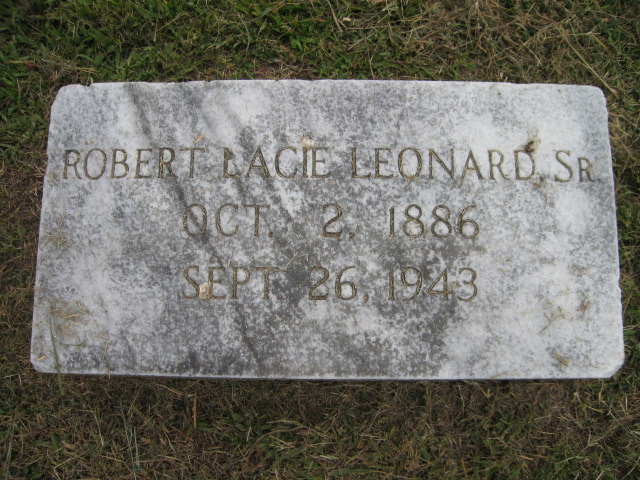 ROBERT LACIE LEONARD, SR.
OCT. 2, 1886
SEPT. 26, 1943